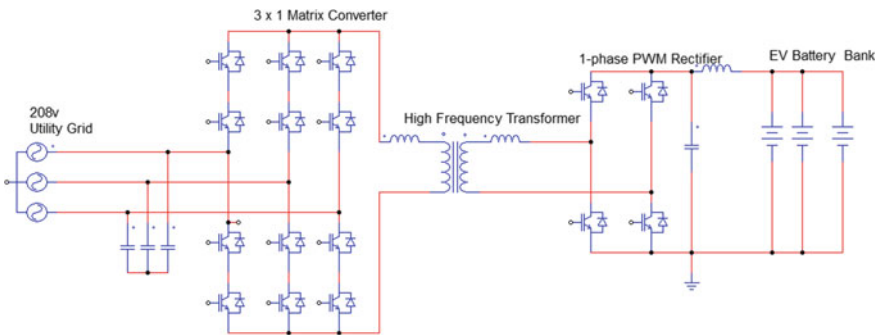 3 x 1 Matrix Converter
1-phase PWM Rectifier
EV Battery Bank
208v
Utility Grid
High Frequency Transformer